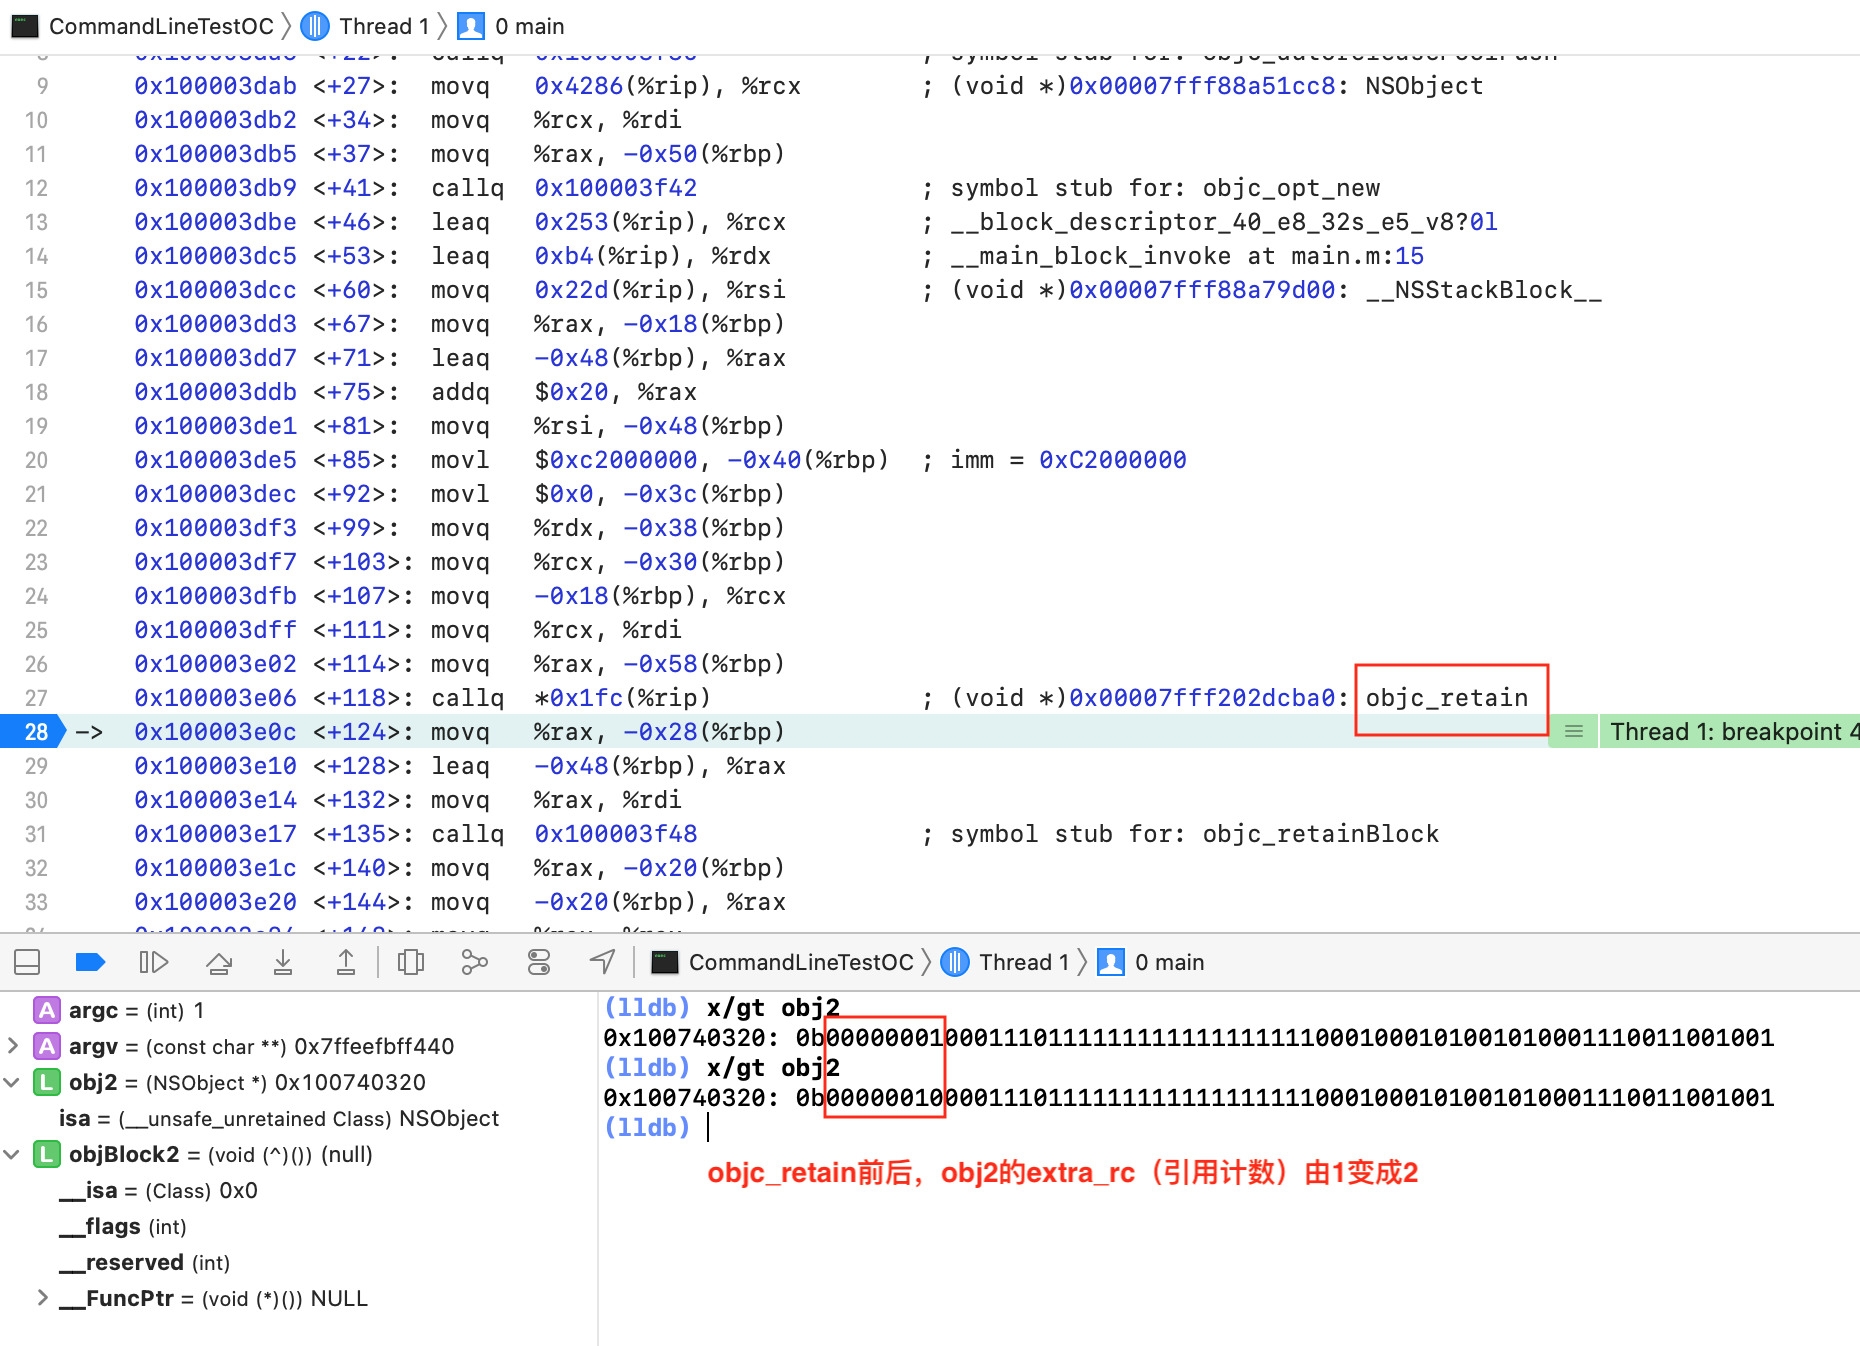 CommandLineTestOC Thread 1 0 main
9 0x100003dab <+27>: movq 0x4286(%rip), %rcx ; (void *)0x00007fff88a51cc8: NSObject
10 0x100003db2 <+34>: movq %rcx, %rdi
11 0x100003db5 <+37>: movq %rax, -0x50(%rbp)
12 0x100003db9 <+41>: callq 0x100003f42 ; symbol stub for: objc_opt_new
13 0x100003dbe <+46>: leaq 0x253(%rip), %rcx ; __block_descriptor_40_e8_32s_e5_v8?0l
14 0x100003dc5 <+53>: leaq 0xb4(%rip), %rdx ; __main_block_invoke at main.m:15
15 0x100003dcc <+60>: movq 0x22d(%rip), %rsi ; (void *)0x00007fff88a79d00: __NSStackBlock__
16 0x100003dd3 <+67>: movq %rax, -0x18(%rbp)
17 0x100003dd7 <+71>: leaq -0x48(%rbp), %rax
18 0x100003ddb <+75>: addq $0x20, %rax
19 0x100003de1 <+81>: movq %rsi, -0x48(%rbp)
20 0x100003de5 <+85>: movl $0xc2000000, -0x40(%rbp) ; imm = 0xC2000000
21 0x100003dec <+92>: movl $0x0, -0x3c(%rbp)
22 0x100003df3 <+99>: movq %rdx, -0x38(%rbp)
23 0x100003df7 <+103>: movq %rcx, -0x30(%rbp)
24 0x100003dfb <+107>: movq -0x18(%rbp), %rcx
25 0x100003dff <+111>: movq %rcx, %rdi
26 0x100003e02 <+114>: movq %rax, -0x58(%rbp)
27 0x100003e06 <+118>: callq *0x1fc(%rip) ; (void *)0x00007fff202dcba0: objc_retain
28 -> 0x100003e0c <+124>: movq %rax, -0x28(%rbp) Thread 1: breakpoint 4
29 0x100003e10 <+128>: leaq -0x48(%rbp), %rax
30 0x100003e14 <+132>: movq %rax, %rdi
31 0x100003e17 <+135>: callq 0x100003f48 ; symbol stub for: objc_retainBlock
32 0x100003e1c <+140>: movq %rax, -0x20(%rbp)
33 0x100003e20 <+144>: movq -0x20(%rbp), %rax
CommandLineTestOC Thread 1 0 main
A argc = (int) 1
A argv = (const char **) 0x7ffeefbff440
L obj2 = (NSObject *) 0x100740320
isa = (__unsafe_unretained Class) NSObject
L objBlock2 = (void (^)()) (null)
__isa = (Class) 0x0
__flags (int)
__reserved (int)
__FuncPtr = (void (*)()) NULL
(lldb) x/gt obj2
0x100740320: 0b0000000100011101111111111111111110001000101001010001110011001001
(lldb) x/gt obj2
0x100740320: 0b0000001000011101111111111111111110001000101001010001110011001001
(lldb)
objc_retain前后，obj2的extra_rc（引用计数）由1变成2